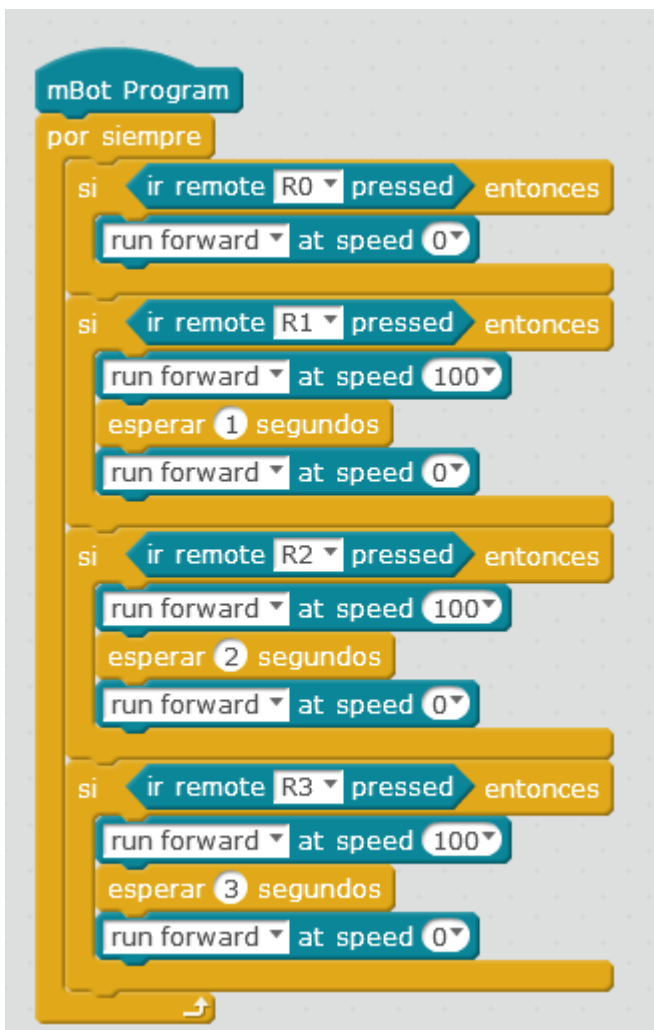 mBot Program
por siempre
si ir remote R0 pressed entonces
run forward at speed 0
si ir remote R1 pressed entonces
run forward at speed 100
esperar 1 segundos
run forward at speed 0
si ir remote R2 pressed entonces
run forward at speed 100
esperar 2 segundos
run forward at speed 0
si ir remote R3 pressed entonces
run forward at speed 100
esperar 3 segundos
run forward at speed 0